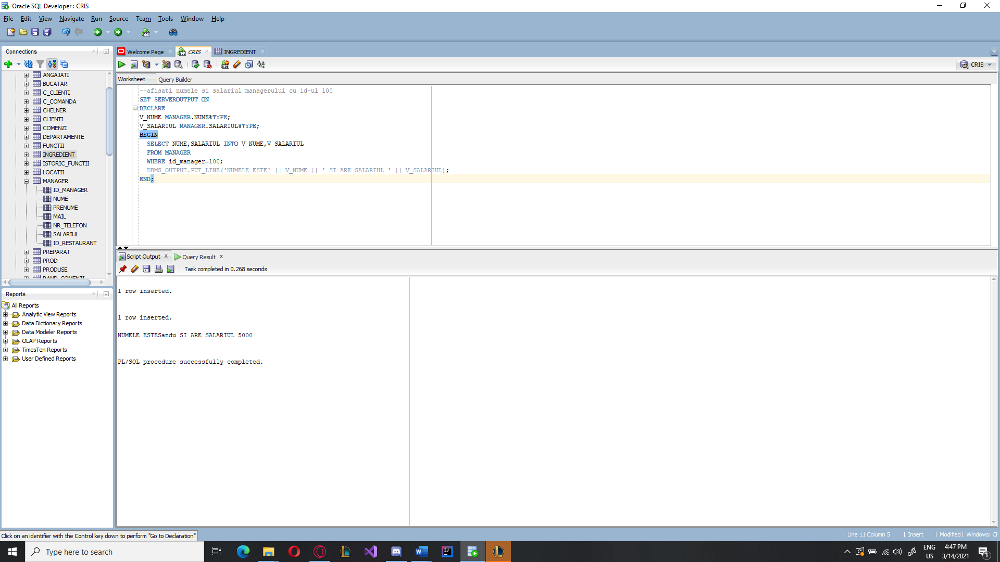 Oracle SQL Developer : CRIS
File Edit View Navigate Run Source Team Tools Window Help
Connections
ANGAJATI
BUCATAR
C_CLIENTI
C_COMANDA
CHELNER
CLIENTI
COMENZI
DEPARTAMENTE
FUNCTII
INGREDIENT
ISTORIC_FUNCTII
LOCATII
MANAGER
ID_MANAGER
NUME
PRENUME
MAIL
NR_TELEFON
SALARIUL
ID_RESTAURANT
PREPARAT
PROD
PRODUSE
RAND_COMENZI
Reports
All Reports
Analytic View Reports
Data Dictionary Reports
Data Modeler Reports
OLAP Reports
TimesTen Reports
User Defined Reports
Welcome Page CRIS INGREDIENT
CRIS
Worksheet Query Builder
--afisati numele si salariul managerului cu id-ul 100
SET SERVEROUTPUT ON
DECLARE
V_NUME MANAGER.NUME%TYPE;
V_SALARIUL MANAGER.SALARIUL%TYPE;
BEGIN
SELECT NUME,SALARIUL INTO V_NUME,V_SALARIUL
FROM MANAGER
WHERE id_manager=100;
DBMS_OUTPUT.PUT_LINE('NUMELE ESTE' || V_NUME || ' SI ARE SALARIUL ' || V_SALARIUL);
END;
Script Output Query Result
Task completed in 0.268 seconds
1 row inserted.
1 row inserted.
NUMELE ESTESandu SI ARE SALARIUL 5000
PL/SQL procedure successfully completed.
Click on an identifier with the Control key down to perform "Go to Declaration"
Line 11 Column 5 Insert Modified Windows: CF
Type here to search
ENG
US
4:47 PM
3/14/2021
1